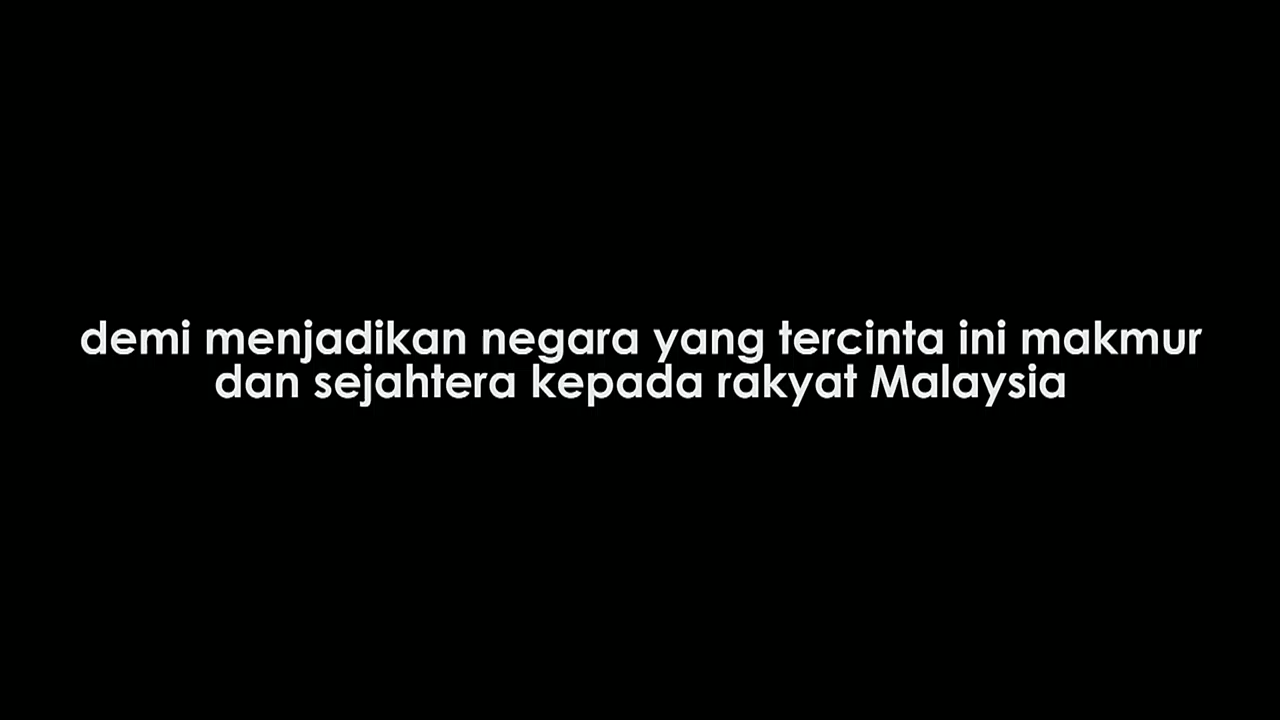 demi menjadikan negara yang tercinta ini makmur
dan sejahtera kepada rakyat Malaysia